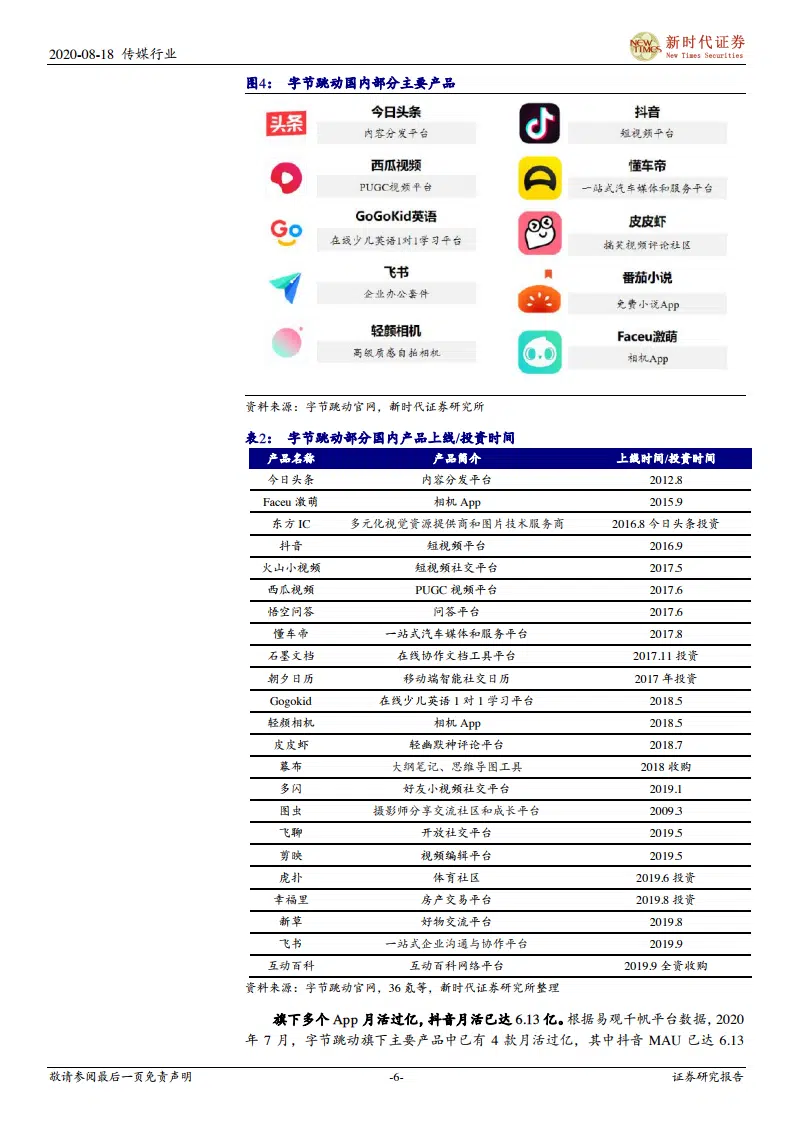 2020-08-18 传媒行业
NEW TIMES
新时代证券
New Times Securities
图4： 字节跳动国内部分主要产品
头条
今日头条
内容分发平台
抖音
短视频平台
西瓜视频
PUGC视频平台
懂车帝
一站式汽车媒体和服务平台
Go
GoGoKid英语
在线少儿英语1对1学习平台
皮皮虾
搞笑视频评论社区
飞书
企业办公套件
番茄小说
免费小说App
轻颜相机
高级质感自拍相机
Faceu激萌
相机App
资料来源：字节跳动官网，新时代证券研究所
表2： 字节跳动部分国内产品上线/投资时间
产品名称 产品简介 上线时间/投资时间
今日头条 内容分发平台 2012.8
Faceu 激萌 相机 App 2015.9
东方 IC 多元化视觉资源提供商和图片技术服务商 2016.8 今日头条投资
抖音 短视频平台 2016.9
火山小视频 短视频社交平台 2017.5
西瓜视频 PUGC 视频平台 2017.6
悟空问答 问答平台 2017.6
懂车帝 一站式汽车媒体和服务平台 2017.8
石墨文档 在线协作文档工具平台 2017.11 投资
朝夕日历 移动端智能社交日历 2017 年投资
Gogokid 在线少儿英语 1 对 1 学习平台 2018.5
轻颜相机 相机 App 2018.5
皮皮虾 轻幽默神评论平台 2018.7
幕布 大纲笔记、思维导图工具 2018 收购
多闪 好友小视频社交平台 2019.1
图虫 摄影师分享交流社区和成长平台 2009.3
飞聊 开放社交平台 2019.5
剪映 视频编辑平台 2019.5
虎扑 体育社区 2019.6 投资
幸福里 房产交易平台 2019.8 投资
新草 好物交流平台 2019.8
飞书 一站式企业沟通与协作平台 2019.9
互动百科 互动百科网络平台 2019.9 全资收购
资料来源：字节跳动官网，36 氪等，新时代证券研究所整理
旗下多个 App 月活过亿，抖音月活已达 6.13 亿。根据易观千帆平台数据，2020
年 7 月，字节跳动旗下主要产品中已有 4 款月活过亿，其中抖音 MAU 已达 6.13
敬请参阅最后一页免责声明 -6- 证券研究报告